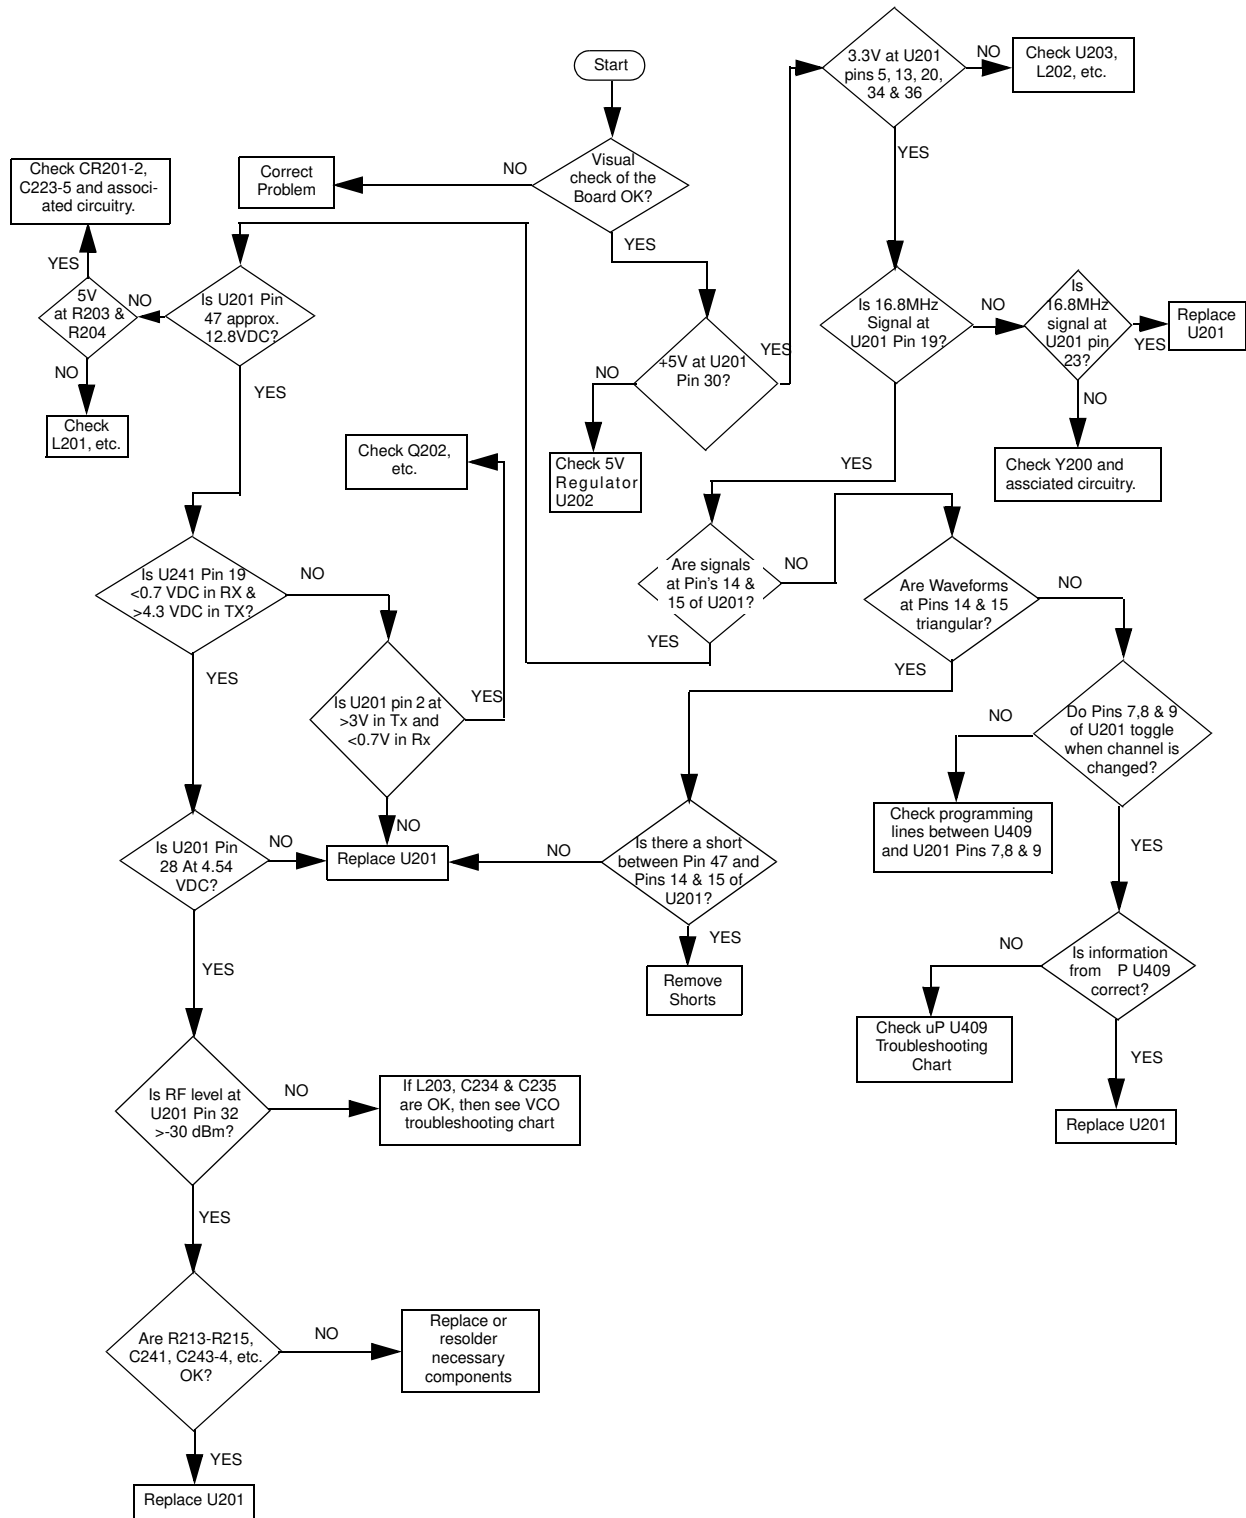 Start
3.3V at U201
pins 5, 13, 20,
34 & 36
NO
Check U203,
L202, etc.
YES
Visual
check of the
Board OK?
NO
Correct
Problem
YES
Check CR201-2,
C223-5 and associ-
ated circuitry.
YES
5V
at R203 &
R204
NO
Is U201 Pin
47 approx.
12.8VDC?
NO
Check
L201, etc.
YES
+5V at U201
Pin 30?
YES
NO
Check 5V
Regulator
U202
Is 16.8MHz
Signal at
U201 Pin 19?
NO
Is
16.8MHz
signal at
U201 pin
23?
YES
Replace
U201
NO
Check Y200 and
assciated circuitry.
YES
Check Q202,
etc.
Are signals
at Pin's 14 &
15 of U201?
NO
YES
Are Waveforms
at Pins 14 & 15
triangular?
NO
YES
Is U241 Pin 19
<0.7 VDC in RX &
>4.3 VDC in TX?
NO
YES
Is U201 pin 2 at
>3V in Tx and
<0.7V in Rx
YES
NO
Do Pins 7,8 & 9
of U201 toggle
when channel is
changed?
NO
Check programming
lines between U409
and U201 Pins 7,8 & 9
YES
Is U201 Pin
28 At 4.54
VDC?
NO
Replace U201
NO
Is there a short
between Pin 47 and
Pins 14 & 15 of
U201?
YES
Remove
Shorts
YES
Is information
from P U409
correct?
NO
Check uP U409
Troubleshooting
Chart
YES
Replace U201
Is RF level at
U201 Pin 32
>-30 dBm?
NO
If L203, C234 & C235
are OK, then see VCO
troubleshooting chart
YES
Are R213-R215,
C241, C243-4, etc.
OK?
NO
Replace or
resolder
necessary
components
YES
Replace U201